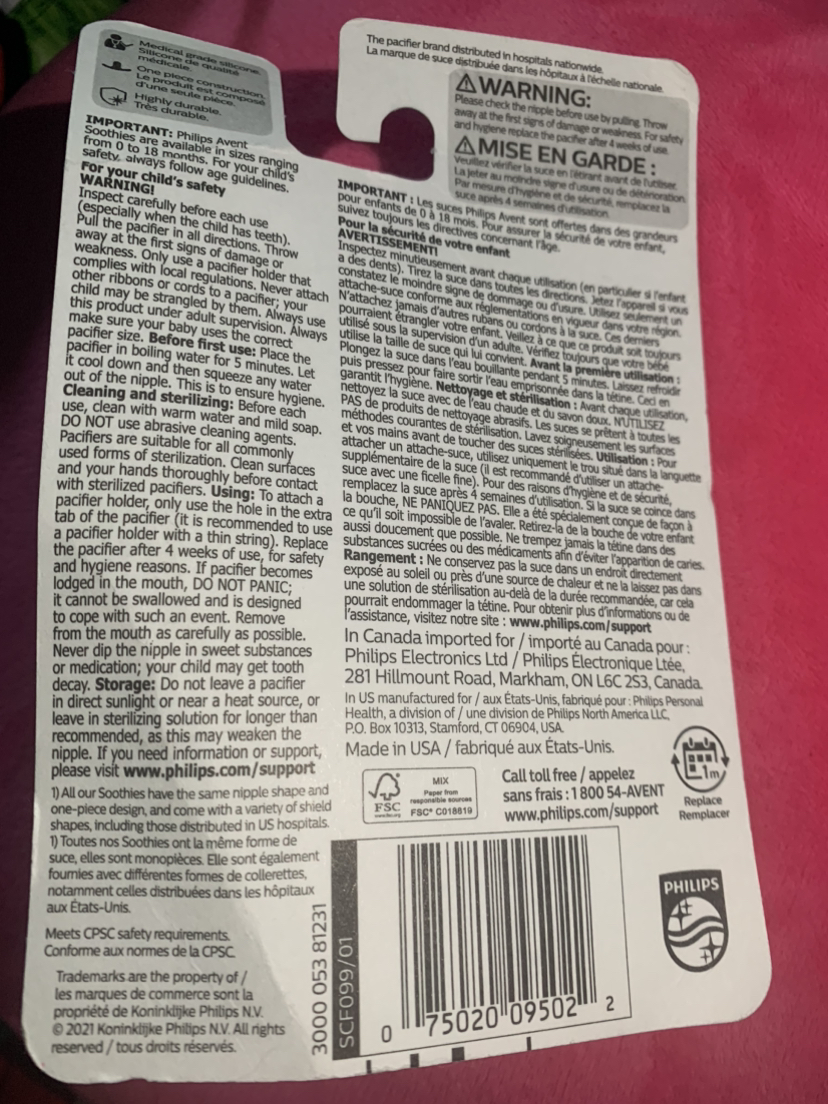 Medical grade silicone.
Silicone de qualité
médicale.
One piece construction.
Le produit est composé
d'une seule pièce.
Highly durable.
Très durable.
IMPORTANT: Philips Avent
Soothies are available in sizes ranging
from 0 to 18 months. For your child's
safety, always follow age guidelines.
For your child's safety
WARNING!
Inspect carefully before each use
(especially when the child has teeth).
Pull the pacifier in all directions. Throw
away at the first signs of damage or
weakness. Only use a pacifier holder that
complies with local regulations. Never attach
other ribbons or cords to a pacifier; your
child may be strangled by them. Always use
this product under adult supervision. Always
make sure your baby uses the correct
pacifier size. Before first use: Place the
pacifier in boiling water for 5 minutes. Let
it cool down and then squeeze any water
out of the nipple. This is to ensure hygiene.
Cleaning and sterilizing: Before each
use, clean with warm water and mild soap.
DO NOT use abrasive cleaning agents.
Pacifiers are suitable for all commonly
used forms of sterilization. Clean surfaces
and your hands thoroughly before contact
with sterilized pacifiers. Using: To attach a
pacifier holder, only use the hole in the extra
tab of the pacifier (it is recommended to use
a pacifier holder with a thin string). Replace
the pacifier after 4 weeks of use, for safety
and hygiene reasons. If pacifier becomes
lodged in the mouth, DO NOT PANIC;
it cannot be swallowed and is designed
to cope with such an event. Remove
from the mouth as carefully as possible.
Never dip the nipple in sweet substances
or medication; your child may get tooth
decay. Storage: Do not leave a pacifier
in direct sunlight or near a heat source, or
leave in sterilizing solution for longer than
recommended, as this may weaken the
nipple. If you need information or support,
please visit www.philips.com/support
1) All our Soothies have the same nipple shape and
one-piece design, and come with a variety of shield
shapes, including those distributed in US hospitals.
1) Toutes nos Soothies ont la même forme de
suce, elles sont monopièces. Elle sont également
fournies avec différentes formes de collerettes,
notamment celles distribuées dans les hôpitaux
aux États-Unis.
Meets CPSC safety requirements.
Conforme aux normes de la CPSC.
Trademarks are the property of /
les marques de commerce sont la
propriété de Koninklijke Philips N.V.
© 2021 Koninklijke Philips N.V. All rights
reserved / tous droits réservés.
The pacifier brand distributed in hospitals nationwide.
La marque de suce distribuée dans les hôpitaux à l'échelle nationale.
⚠WARNING:
Please check the nipple before use by pulling. Throw
away at the first signs of damage or weakness. For safety
and hygiene replace the pacifier after 4 weeks of use.
⚠MISE EN GARDE :
Veuillez vérifier la suce en l'étirant avant de l'utiliser.
La jeter au moindre signe d'usure ou de détérioration.
Par mesure d'hygiène et de sécurité, remplacez la
suce après 4 semaines d'utilisation.
IMPORTANT : Les suces Philips Avent sont offertes dans des grandeurs
pour enfants de 0 à 18 mois. Pour assurer la sécurité de votre enfant,
suivez toujours les directives concernant l'âge.
Pour la sécurité de votre enfant
AVERTISSEMENT!
Inspectez minutieusement avant chaque utilisation (en particulier si l'enfant
a des dents). Tirez la suce dans toutes les directions. Jetez l'appareil si vous
constatez le moindre signe de dommage ou d'usure. Utilisez seulement un
attache-suce conforme aux réglementations en vigueur dans votre région.
N'attachez jamais d'autres rubans ou cordons à la suce. Ces derniers
pourraient étrangler votre enfant. Veillez à ce que ce produit soit toujours
utilisé sous la supervision d'un adulte. Vérifiez toujours que votre bébé
utilise la taille de suce qui lui convient. Avant la première utilisation :
Plongez la suce dans l'eau bouillante pendant 5 minutes. Laissez refroidir
puis pressez pour faire sortir l'eau emprisonnée dans la tétine. Ceci en
garantit l'hygiène. Nettoyage et stérilisation : Avant chaque utilisation,
nettoyez la suce avec de l'eau chaude et du savon doux. N'UTILISEZ
PAS de produits de nettoyage abrasifs. Les suces se prêtent à toutes les
méthodes courantes de stérilisation. Lavez soigneusement les surfaces
et vos mains avant de toucher des suces stérilisées. Utilisation : Pour
attacher un attache-suce, utilisez uniquement le trou situé dans la languette
supplémentaire de la suce (il est recommandé d'utiliser un attache-
suce avec une ficelle fine). Pour des raisons d'hygiène et de sécurité,
remplacez la suce après 4 semaines d'utilisation. Si la suce se coince dans
la bouche, NE PANIQUEZ PAS. Elle a été spécialement conçue de façon à
ce qu'il soit impossible de l'avaler. Retirez-la de la bouche de votre enfant
aussi doucement que possible. Ne trempez jamais la tétine dans des
substances sucrées ou des médicaments afin d'éviter l'apparition de caries.
Rangement : Ne conservez pas la suce dans un endroit directement
exposé au soleil ou près d'une source de chaleur et ne la laissez pas dans
une solution de stérilisation au-delà de la durée recommandée, car cela
pourrait endommager la tétine. Pour obtenir plus d'informations ou de
l'assistance, visitez notre site : www.philips.com/support
In Canada imported for / importé au Canada pour :
Philips Electronics Ltd / Philips Électronique Ltée,
281 Hillmount Road, Markham, ON L6C 2S3, Canada.
In US manufactured for / aux États-Unis, fabriqué pour : Philips Personal
Health, a division of / une division de Philips North America LLC,
P.O. Box 10313, Stamford, CT 06904, USA.
Made in USA / fabriqué aux États-Unis.
FSC
www.fsc.org
MIX
Paper from
responsible sources
FSC® C018619
Call toll free / appelez
sans frais : 1 800 54-AVENT
www.philips.com/support
1m
Replace
Remplacer
3000 053 81231
SCF099/01
0 75020 09502 2
PHILIPS